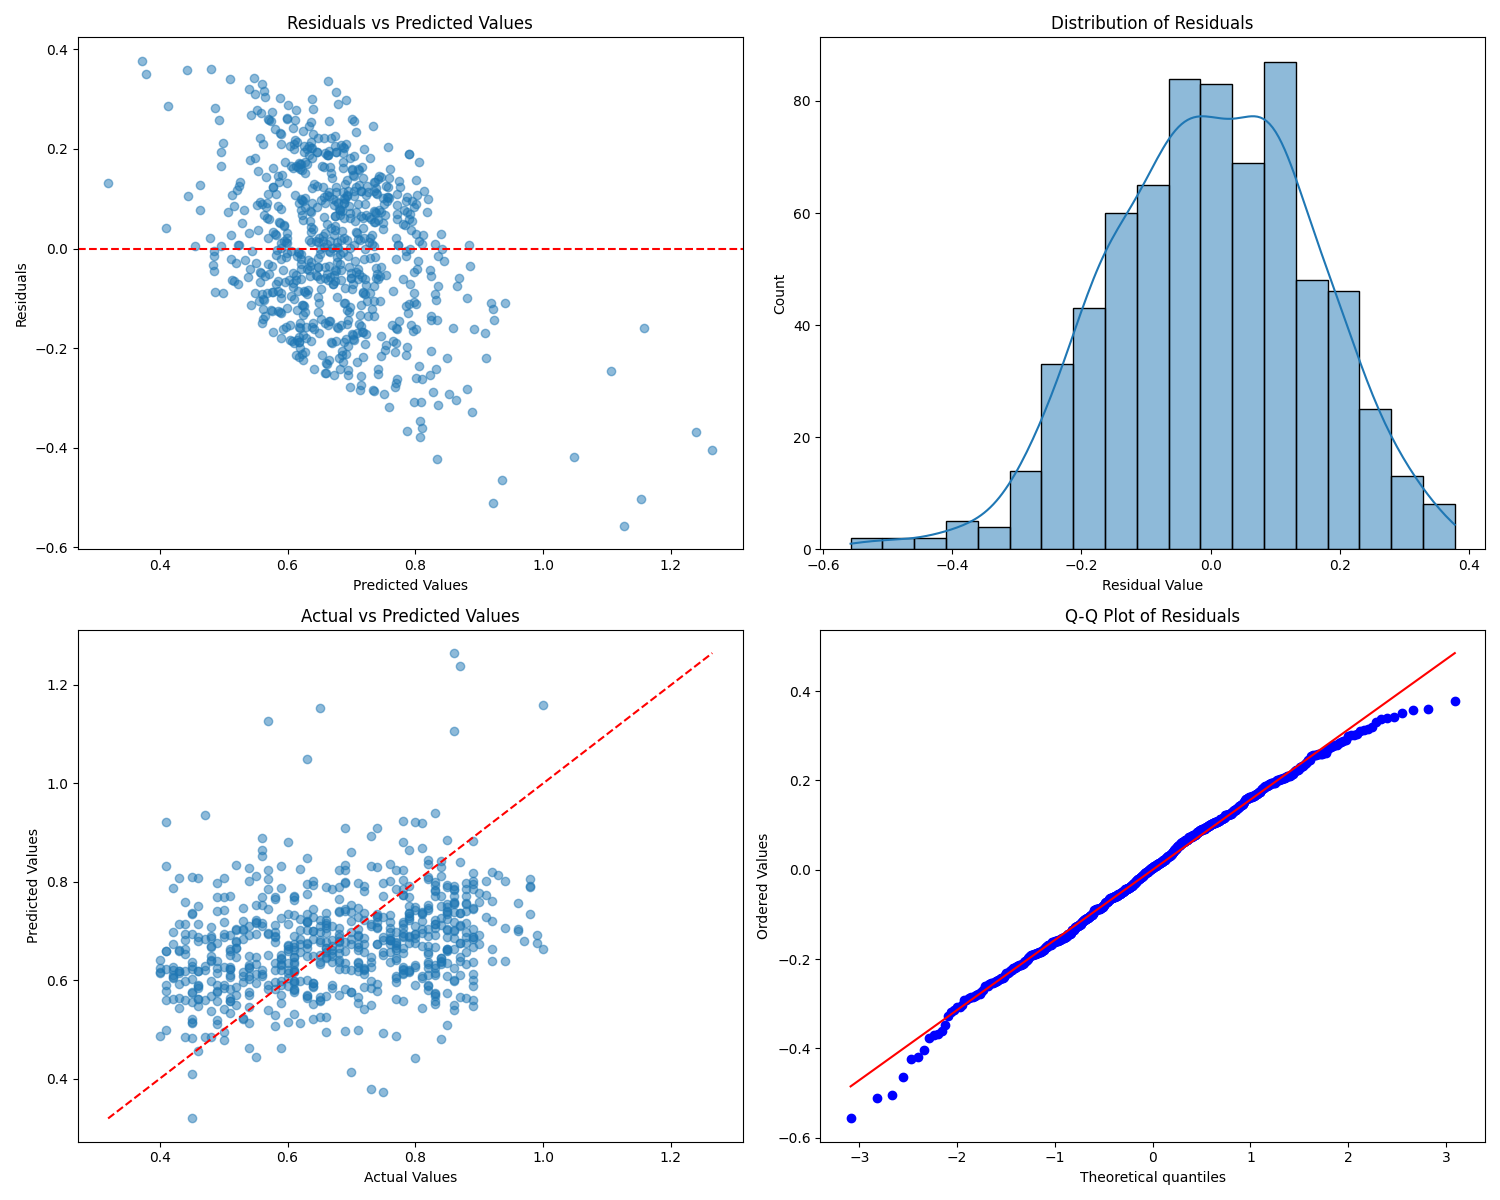 Residuals vs Predicted Values
0.4
0.2
0.0
−0.2
−0.4
−0.6
Residuals
0.4 0.6 0.8 1.0 1.2
Predicted Values
Distribution of Residuals
80
60
40
20
0
Count
−0.6 −0.4 −0.2 0.0 0.2 0.4
Residual Value
Actual vs Predicted Values
1.2
1.0
0.8
0.6
0.4
Predicted Values
0.4 0.6 0.8 1.0 1.2
Actual Values
Q-Q Plot of Residuals
0.4
0.2
0.0
−0.2
−0.4
−0.6
Ordered Values
−3 −2 −1 0 1 2 3
Theoretical quantiles